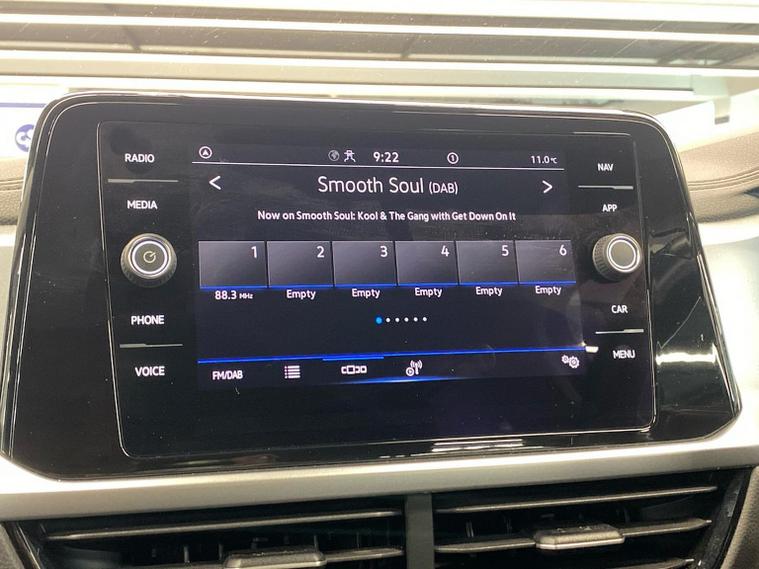 RADIO
MEDIA
PHONE
VOICE
9:22
1
11.0°C
< Smooth Soul (DAB) >
Now on Smooth Soul: Kool & The Gang with Get Down On It
1 2 3 4 5 6
88.3 MHz Empty Empty Empty Empty Empty
FM/DAB
NAV
APP
CAR
MENU